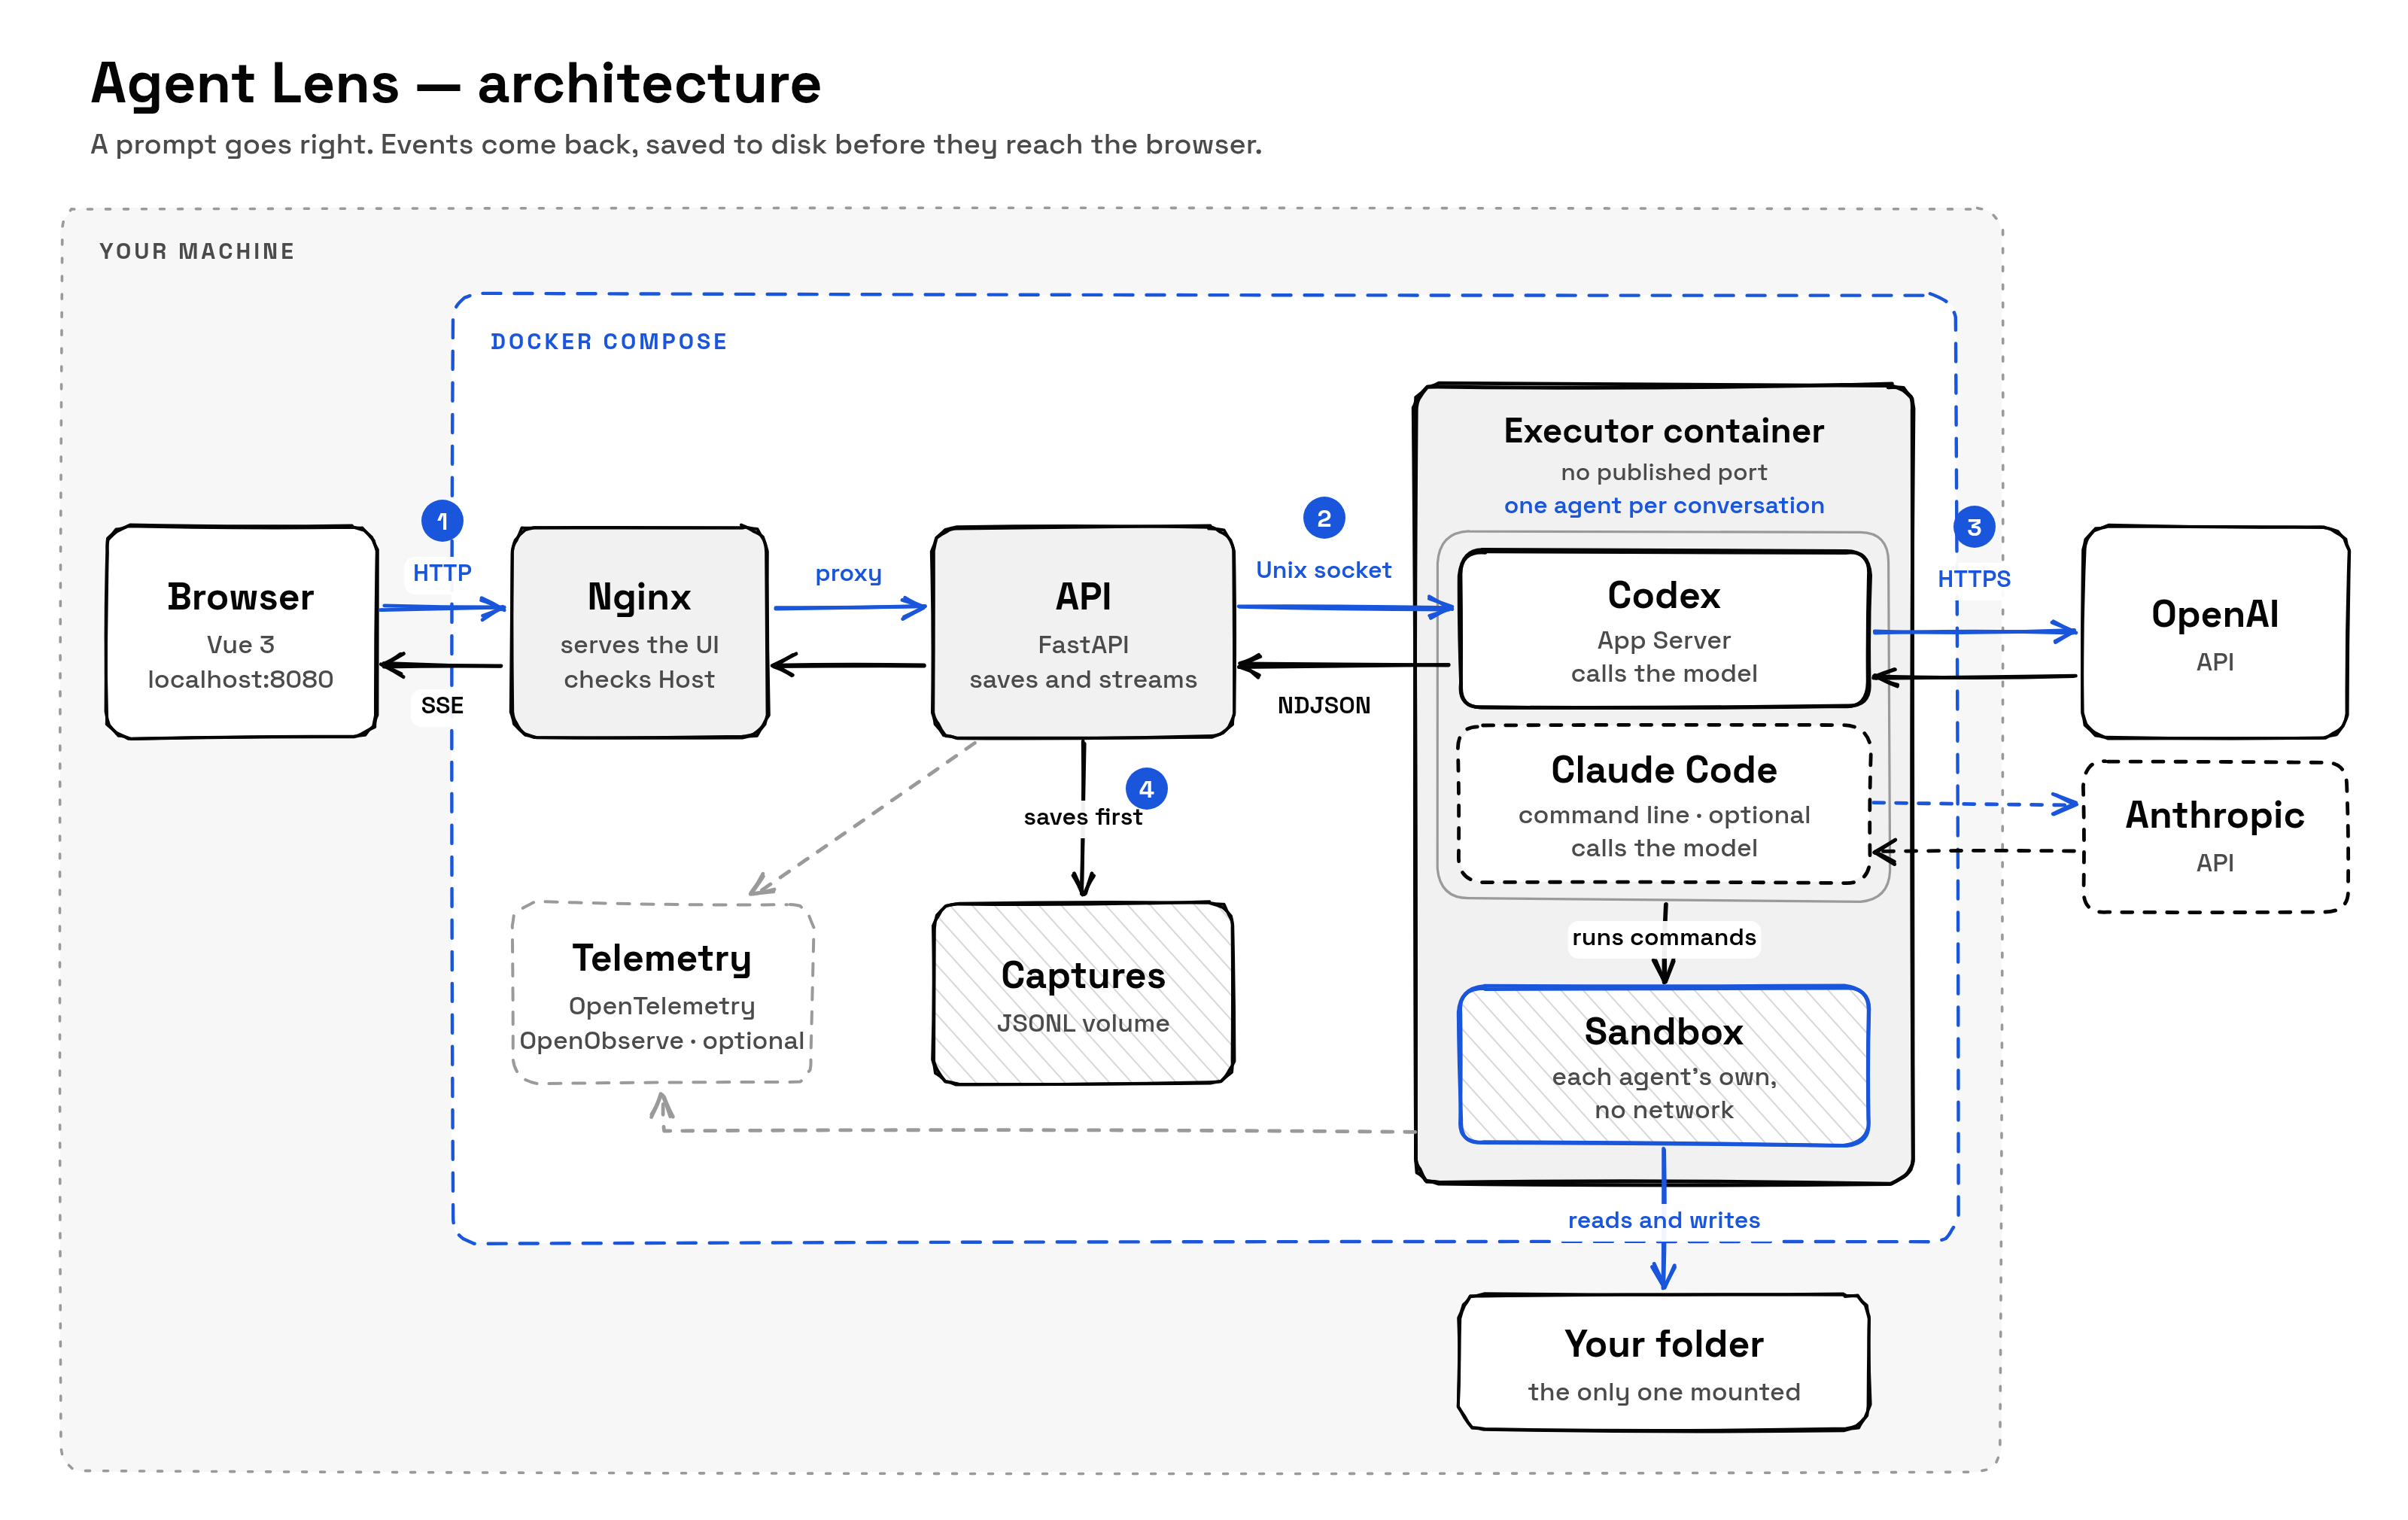 Agent Lens — architecture
A prompt goes right. Events come back, saved to disk before they reach the browser.
YOUR MACHINE
DOCKER COMPOSE
Executor container
no published port
one agent per conversation
1
HTTP
2
Unix socket
3
HTTPS
Browser
Vue 3
localhost:8080
SSE
Nginx
serves the UI
checks Host
proxy
API
FastAPI
saves and streams
NDJSON
Codex
App Server
calls the model
OpenAI
API
Claude Code
command line · optional
calls the model
Anthropic
API
4
saves first
runs commands
Telemetry
OpenTelemetry
OpenObserve · optional
Captures
JSONL volume
Sandbox
each agent's own,
no network
reads and writes
Your folder
the only one mounted